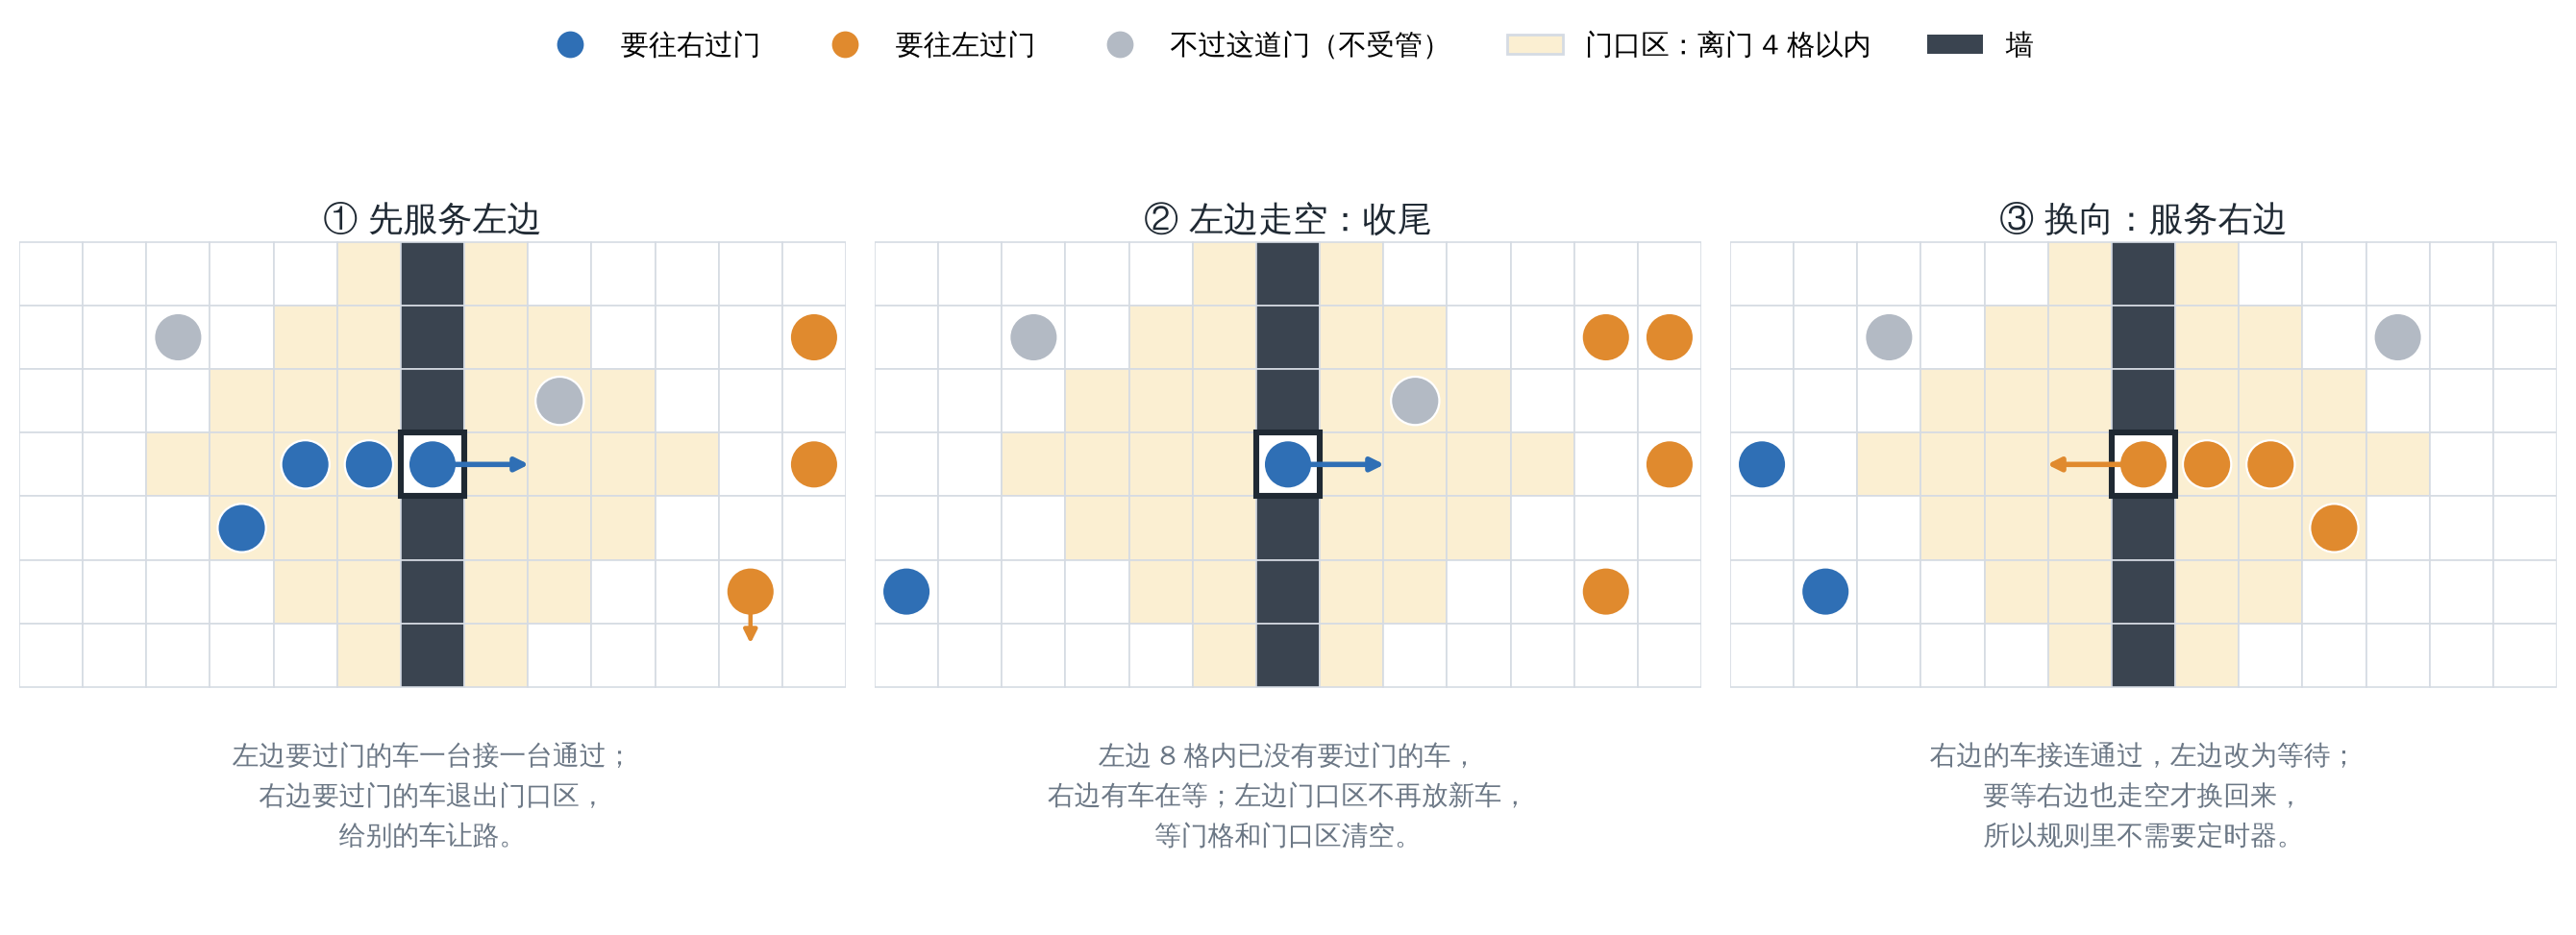 要往右过门
要往左过门
不过这道门（不受管）
门口区：离门 4 格以内
墙
① 先服务左边
② 左边走空：收尾
③ 换向：服务右边
左边要过门的车一台接一台通过；
右边要过门的车退出门口区，
给别的车让路。
左边 8 格内已没有要过门的车，
右边有车在等；左边门口区不再放新车，
等门格和门口区清空。
右边的车接连通过，左边改为等待；
要等右边也走空才换回来，
所以规则里不需要定时器。